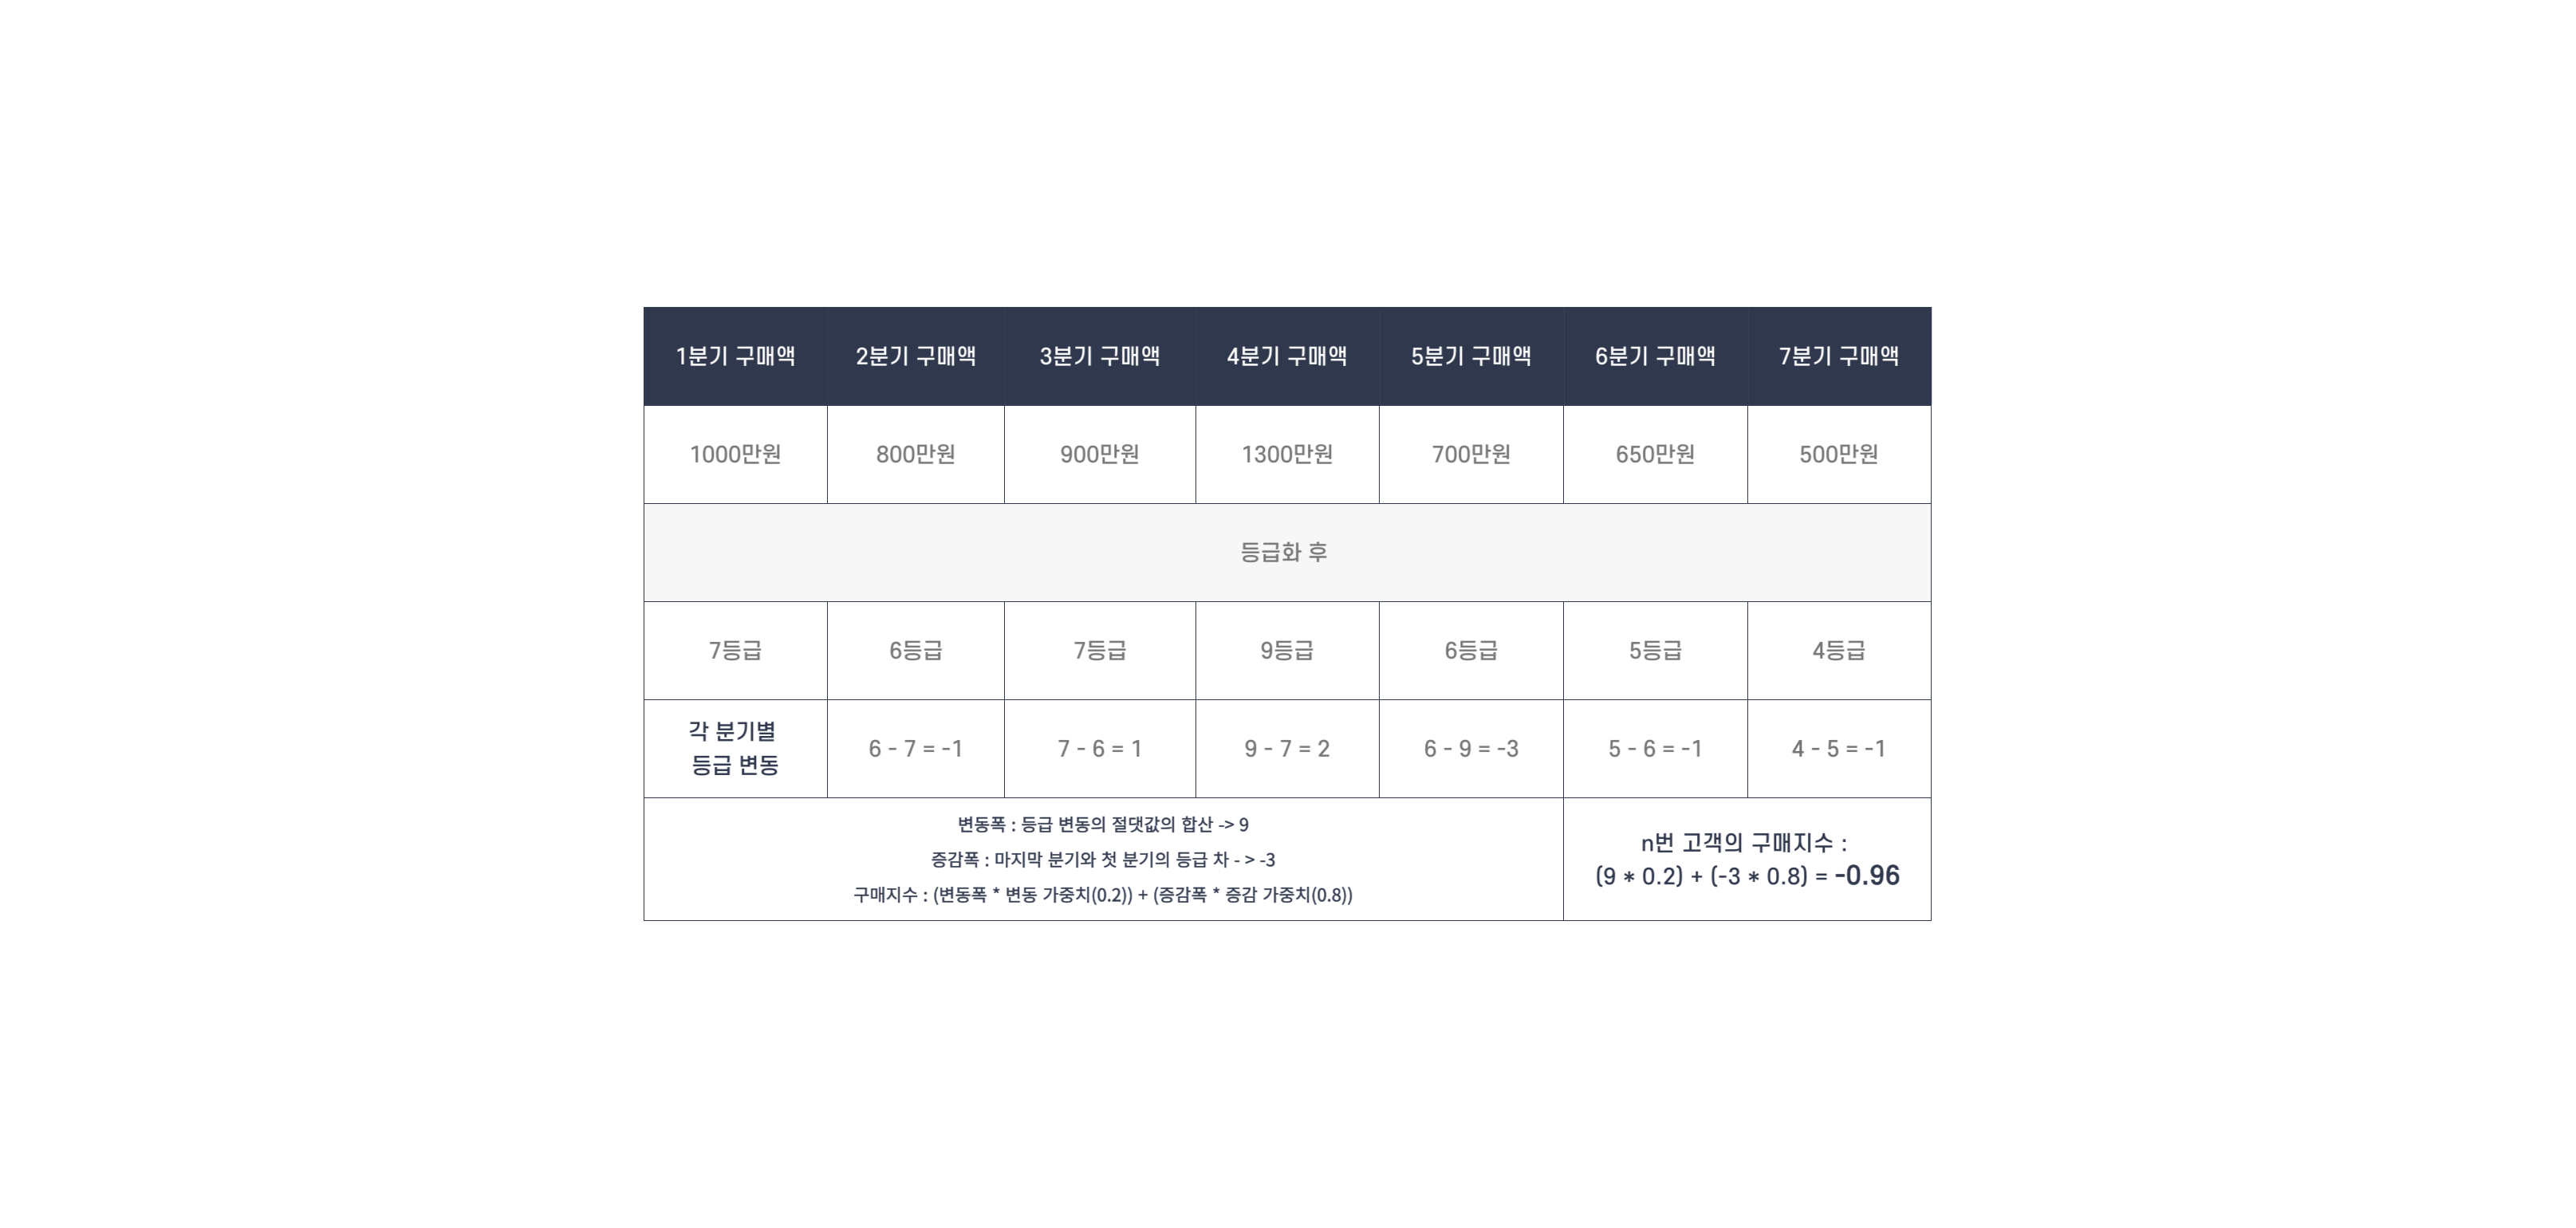 1분기 구매액 2분기 구매액 3분기 구매액 4분기 구매액 5분기 구매액 6분기 구매액 7분기 구매액
1000만원 800만원 900만원 1300만원 700만원 650만원 500만원
등급화 후
7등급 6등급 7등급 9등급 6등급 5등급 4등급
각 분기별
등급 변동
6 - 7 = -1 7 - 6 = 1 9 - 7 = 2 6 - 9 = -3 5 - 6 = -1 4 - 5 = -1
변동폭 : 등급 변동의 절댓값의 합산 -> 9
증감폭 : 마지막 분기와 첫 분기의 등급 차 - > -3
구매지수 : (변동폭 * 변동 가중치(0.2)) + (증감폭 * 증감 가중치(0.8))
n번 고객의 구매지수 :
(9 * 0.2) + (-3 * 0.8) = -0.96